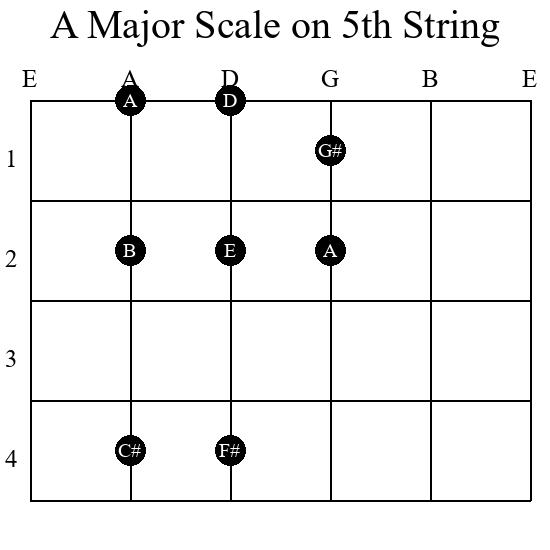 A Major Scale on 5th String
E A D G B E
A D
1 G#
2 B E A
3
4 C# F#